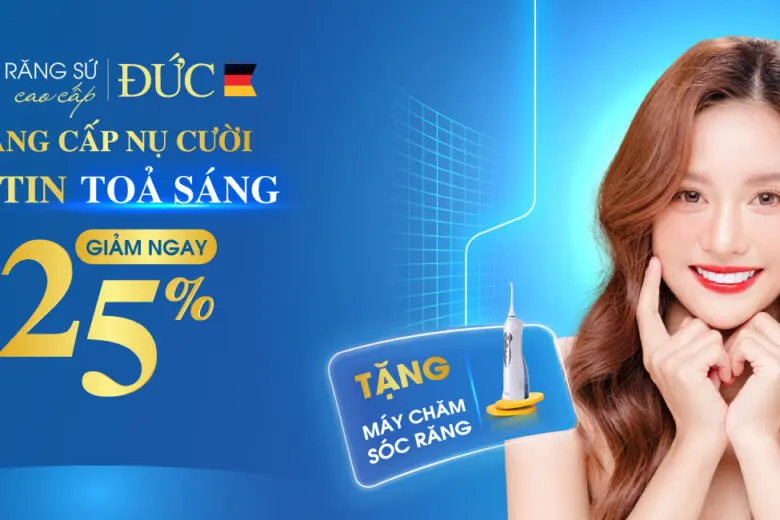 RĂNG SỨ
cao cấp
ĐỨC
CẤP NỤ CƯỜI
TIN TOẢ SÁNG
GIẢM NGAY
25%
TẶNG
MÁY CHĂM
SÓC RĂNG